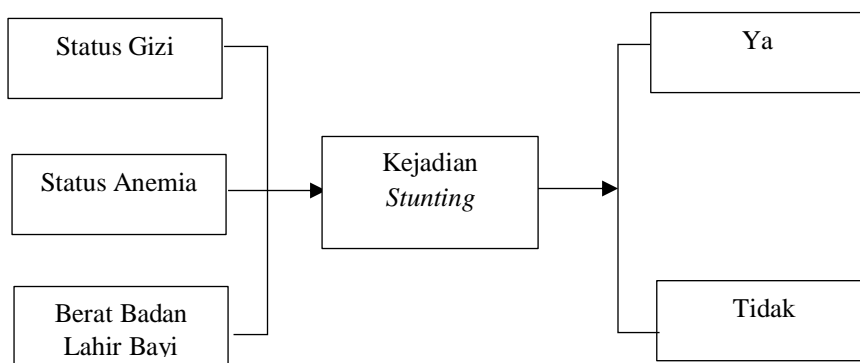 Status Gizi
Status Anemia
Berat Badan
Lahir Bayi
Kejadian
Stunting
Ya
Tidak